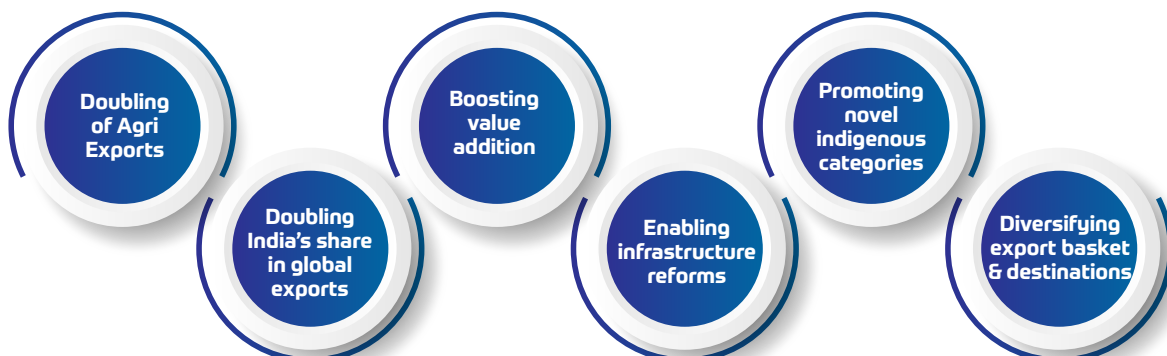 Doubling
of Agri
Exports
Doubling
India's share
in global
exports
Boosting
value
addition
Enabling
infrastructure
reforms
Promoting
novel
indigenous
categories
Diversifying
export basket
& destinations